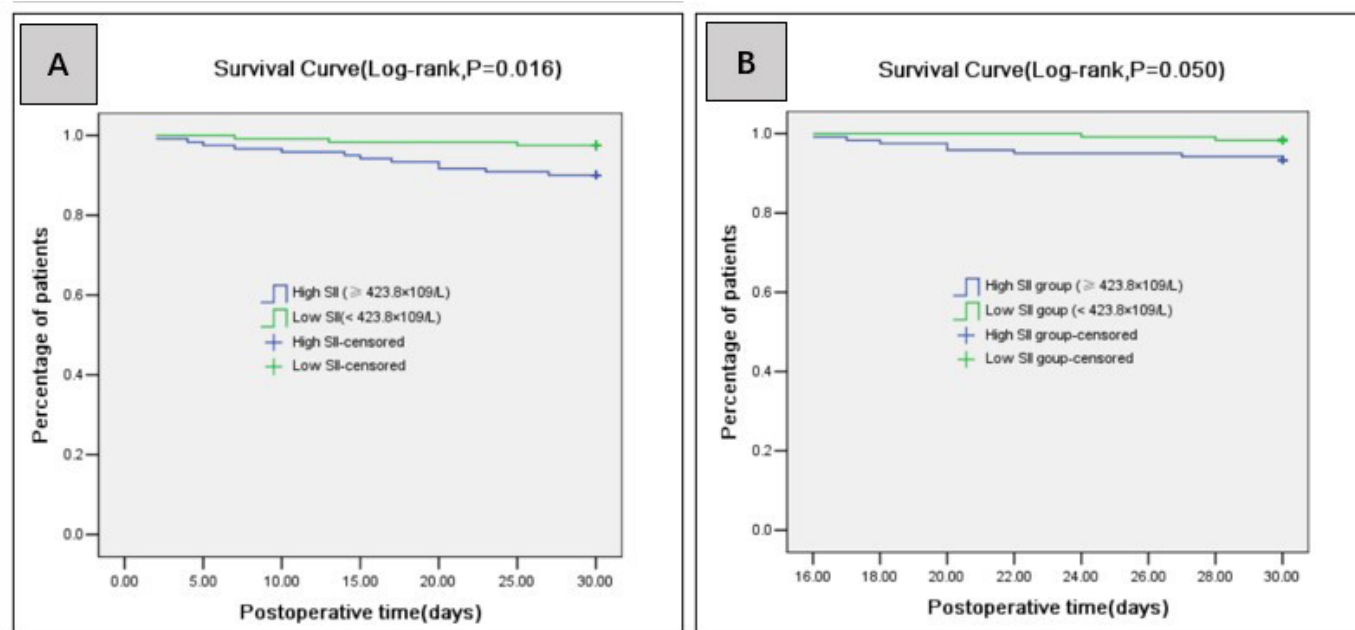 A
Survival Curve(Log-rank,P=0.016)
Percentage of patients
1.0
0.8
0.6
0.4
0.2
0.0
High SII (≥ 423.8×109/L)
Low SII(< 423.8×109/L)
High SII-censored
Low SII-censored
0.00 5.00 10.00 15.00 20.00 25.00 30.00
Postoperative time(days)
B
Survival Curve(Log-rank,P=0.050)
Percentage of patients
1.0
0.8
0.6
0.4
0.2
0.0
High SII group (≥ 423.8×109/L)
Low SII goup (< 423.8×109/L)
High SII group-censored
Low SII goup-censored
16.00 18.00 20.00 22.00 24.00 26.00 28.00 30.00
Postoperative time(days)